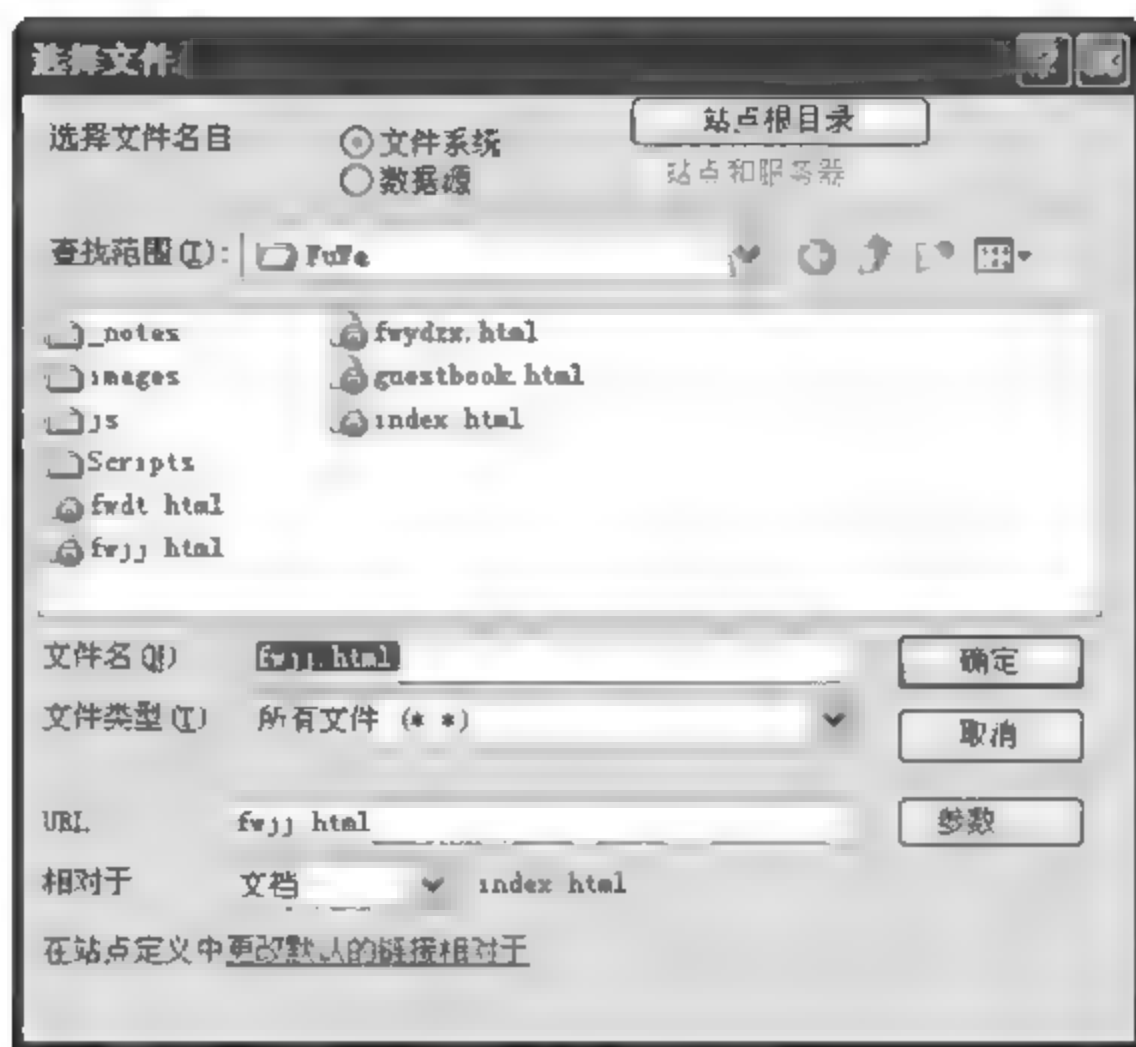 选择文件
选择文件名自 文件系统 站点根目录
数据源 站点和服务器
查找范围(I): FuWa
_notes fwydzx.html
images guestbook.html
js index html
Scripts
fwdt html
fwjj html
文件名(N) fwjj.html 确定
文件类型(T) 所有文件 (* *) 取消
URL fwjj html 参数
相对于 文档 index html
在站点定义中更改默认的链接相对于